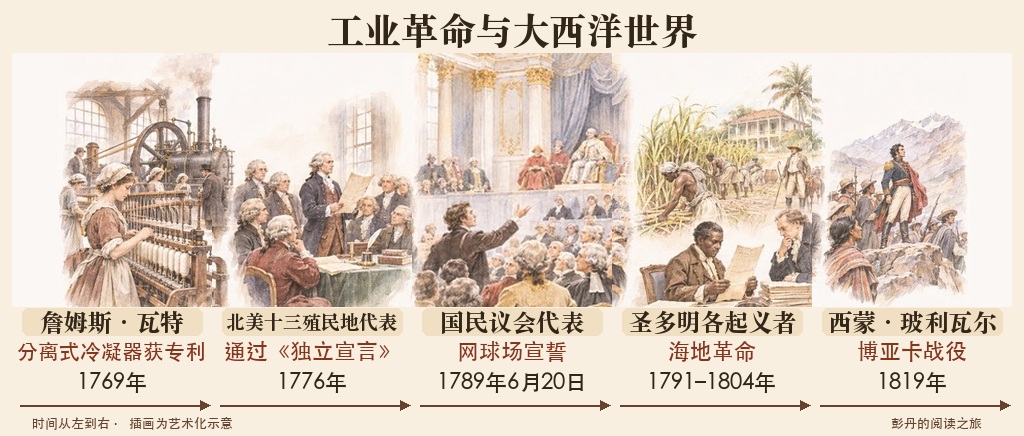 工业革命与大西洋世界
詹姆斯·瓦特
分离式冷凝器获专利
1769年
北美十三殖民地代表
通过《独立宣言》
1776年
国民议会代表
网球场宣誓
1789年6月20日
圣多明各起义者
海地革命
1791–1804年
西蒙·玻利瓦尔
博亚卡战役
1819年
时间从左到右· 插画为艺术化示意
彭丹的阅读之旅